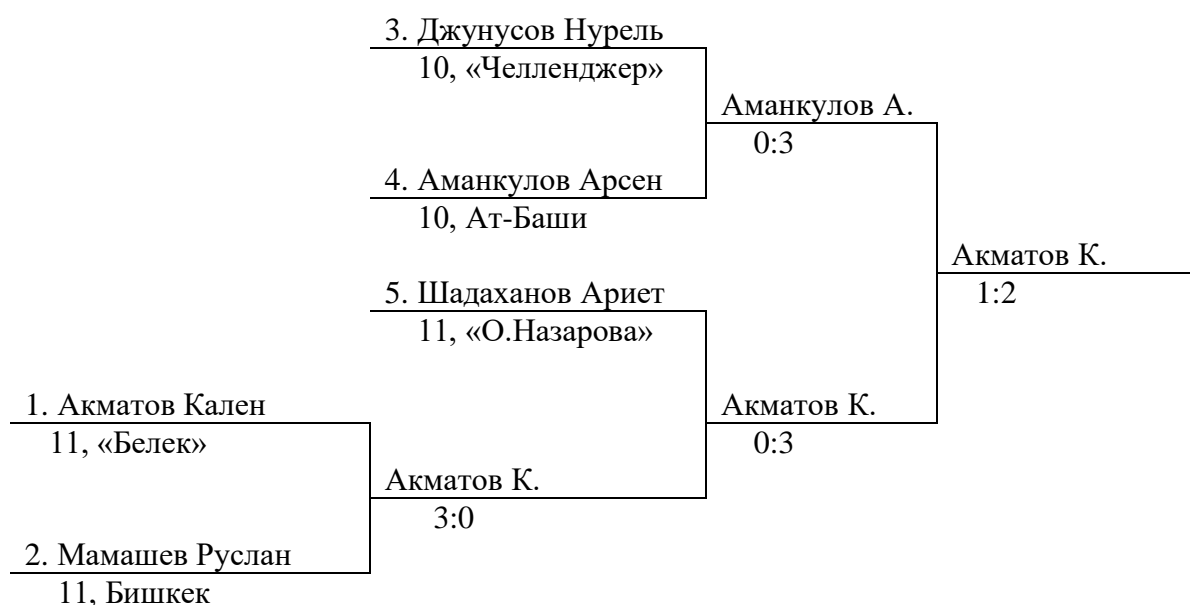 3. Джунусов Нурель
10, «Челленджер»
Аманкулов А.
0:3
4. Аманкулов Арсен
10, Ат-Баши
Акматов К.
1:2
5. Шадаханов Ариет
11, «О.Назарова»
1. Акматов Кален
11, «Белек»
Акматов К.
0:3
Акматов К.
3:0
2. Мамашев Руслан
11, Бишкек